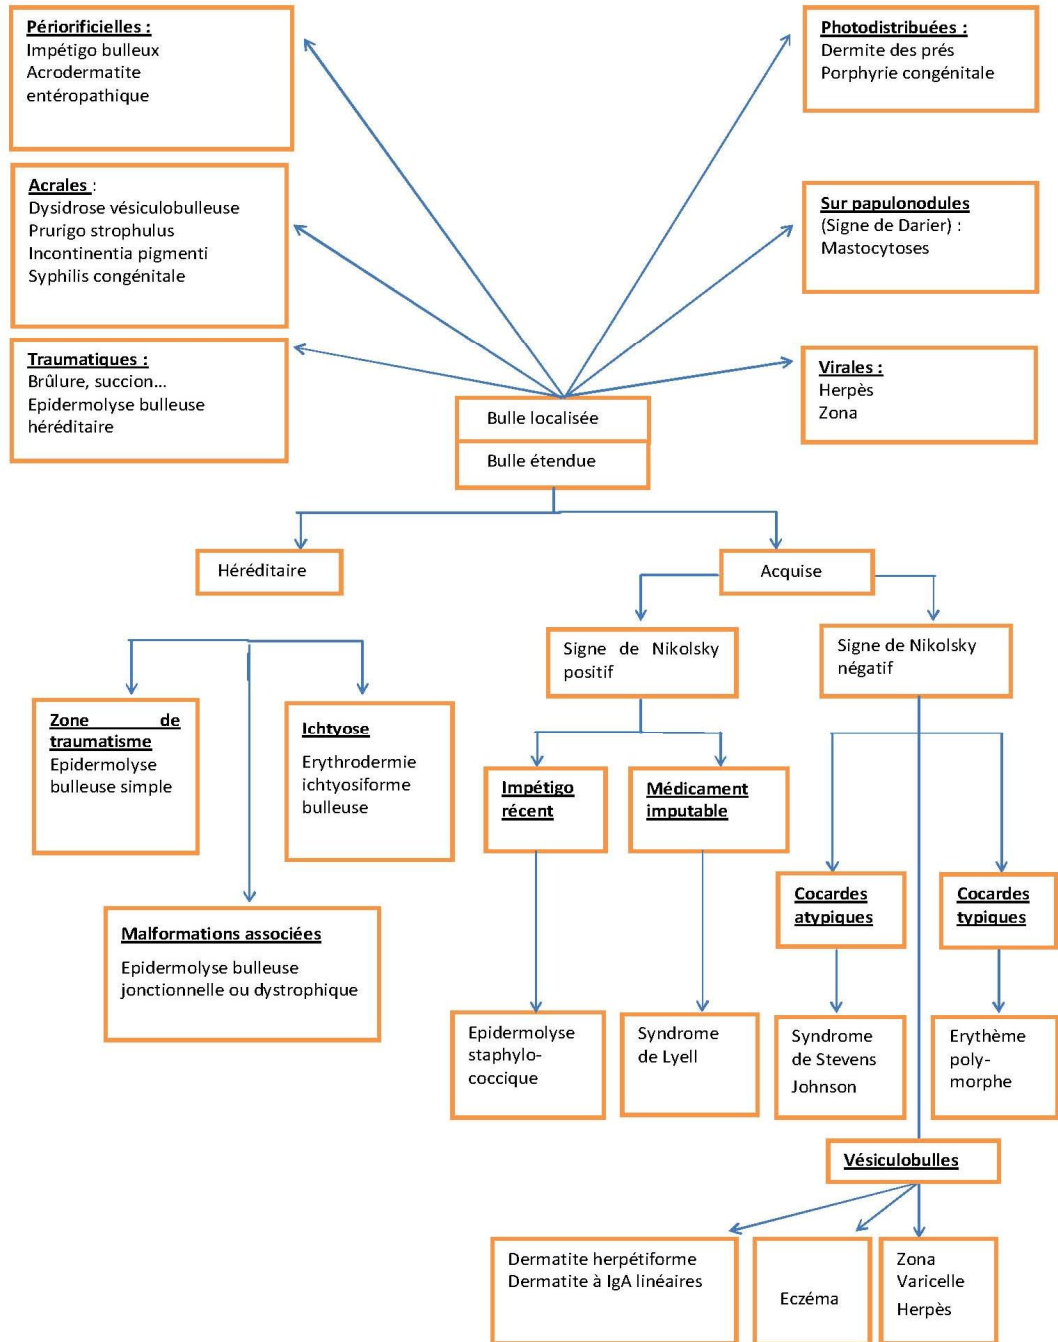 Périorificielles :
Impétigo bulleux
Acrodermatite
entéropathique
Photodistribuées :
Dermite des prés
Porphyrie congénitale
Acrales :
Dysidrose vésiculobulleuse
Prurigo strophulus
Incontinentia pigmenti
Syphilis congénitale
Sur papulonodules
(Signe de Darier) :
Mastocytoses
Traumatiques :
Brûlure, succion...
Epidermolyse bulleuse
héréditaire
Virales :
Herpès
Zona
Bulle localisée
Bulle étendue
Héréditaire
Acquise
Signe de Nikolsky
positif
Signe de Nikolsky
négatif
Zone de
traumatisme
Epidermolyse
bulleuse simple
Ichtyose
Erythrodermie
ichtyosiforme
bulleuse
Impétigo
récent
Médicament
imputable
Cocardes
atypiques
Cocardes
typiques
Malformations associées
Epidermolyse bulleuse
jonctionnelle ou dystrophique
Epidermolyse
staphylo-
coccique
Syndrome
de Lyell
Syndrome
de Stevens
Johnson
Erythème
poly-
morphe
Vésiculobulles
Dermatite herpétiforme
Dermatite à IgA linéaires
Eczéma
Zona
Varicelle
Herpès